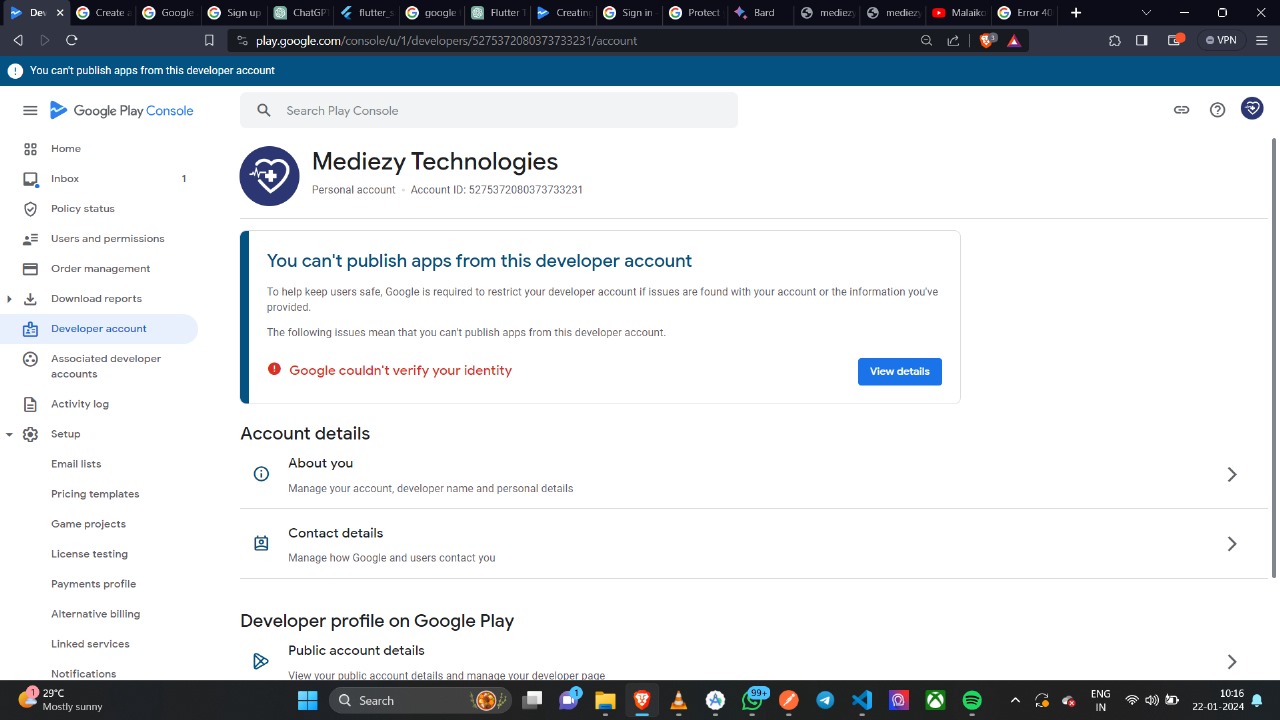 Dev
Create a
Google
Sign up
ChatGPT
flutter_s
google
Flutter T
Creating
Sign in
Protect
Bard
mediezy
mediezy
Malaiko
Error 40
play.google.com/console/u/1/developers/5275372080373733231/account
1
VPN
You can't publish apps from this developer account
Google Play Console
Search Play Console
Home
Inbox 1
Policy status
Users and permissions
Order management
Download reports
Developer account
Associated developer
accounts
Activity log
Setup
Email lists
Pricing templates
Game projects
License testing
Payments profile
Alternative billing
Linked services
Notifications
Mediezy Technologies
Personal account · Account ID: 5275372080373733231
You can't publish apps from this developer account
To help keep users safe, Google is required to restrict your developer account if issues are found with your account or the information you've
provided.
The following issues mean that you can't publish apps from this developer account.
Google couldn't verify your identity
View details
Account details
About you
Manage your account, developer name and personal details
Contact details
Manage how Google and users contact you
Developer profile on Google Play
Public account details
View your public account details and manage your developer page
1
29°C
Mostly sunny
Search
1
99+
ENG
IN
10:16
22-01-2024